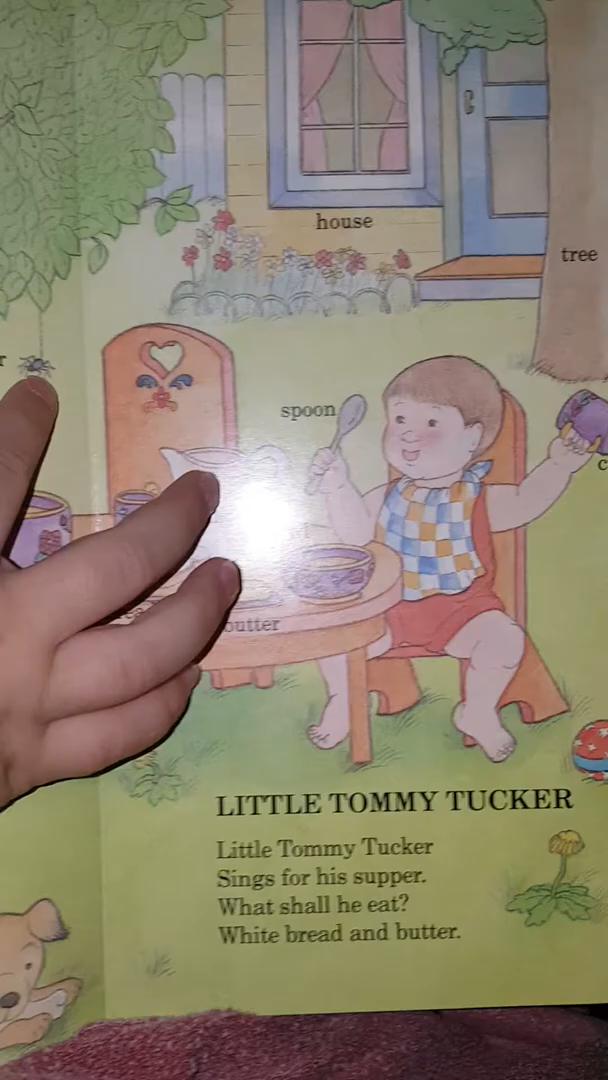 house
tree
spoon
butter
LITTLE TOMMY TUCKER
Little Tommy Tucker
Sings for his supper.
What shall he eat?
White bread and butter.